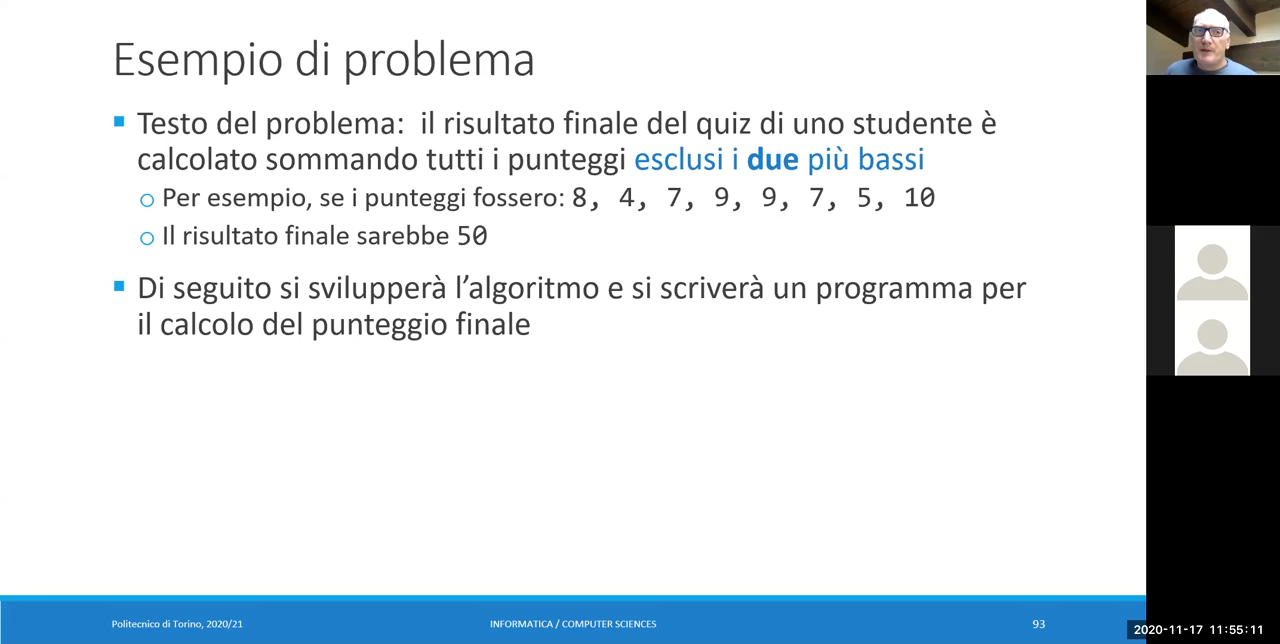 Esempio di problema
Testo del problema: il risultato finale del quiz di uno studente è
calcolato sommando tutti i punteggi esclusi i due più bassi
Per esempio, se i punteggi fossero: 8, 4, 7, 9, 9, 7, 5, 10
Il risultato finale sarebbe 50
Di seguito si svilupperà l’algoritmo e si scriverà un programma per
il calcolo del punteggio finale
Politecnico di Torino, 2020/21
INFORMATICA / COMPUTER SCIENCES
93
2020-11-17 11:55:11